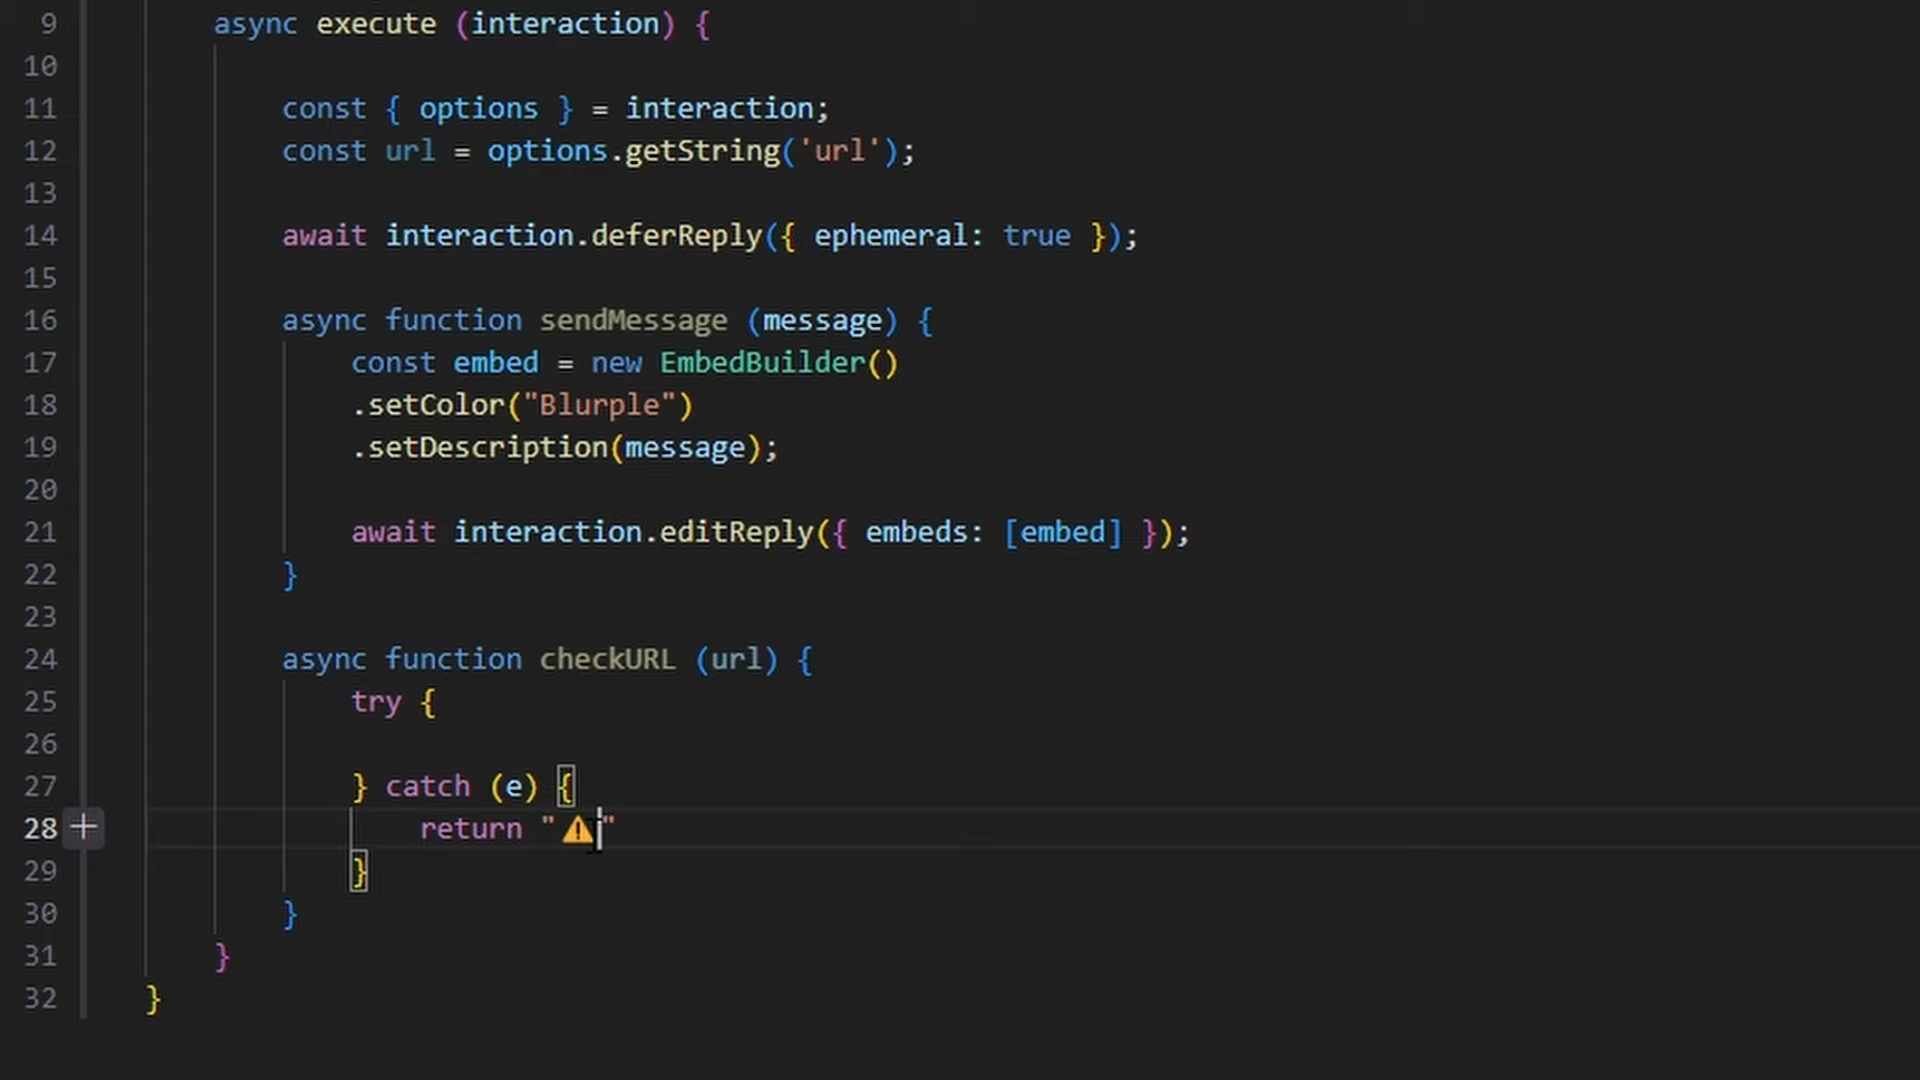 9 async execute (interaction) {
10
11 const { options } = interaction;
12 const url = options.getString('url');
13
14 await interaction.deferReply({ ephemeral: true });
15
16 async function sendMessage (message) {
17 const embed = new EmbedBuilder()
18 .setColor("Blurple")
19 .setDescription(message);
20
21 await interaction.editReply({ embeds: [embed] });
22 }
23
24 async function checkURL (url) {
25 try {
26
27 } catch (e) {
28 return "⚠️"
29 }
30 }
31 }
32 }